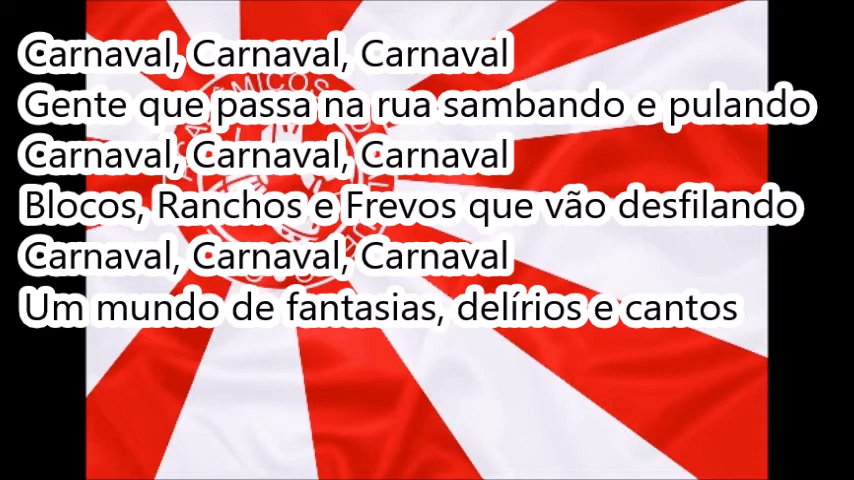 Carnaval, Carnaval, Carnaval
Gente que passa na rua sambando e pulando
Carnaval, Carnaval, Carnaval
Blocos, Ranchos e Frevos que vão desfilando
Carnaval, Carnaval, Carnaval
Um mundo de fantasias, delírios e cantos